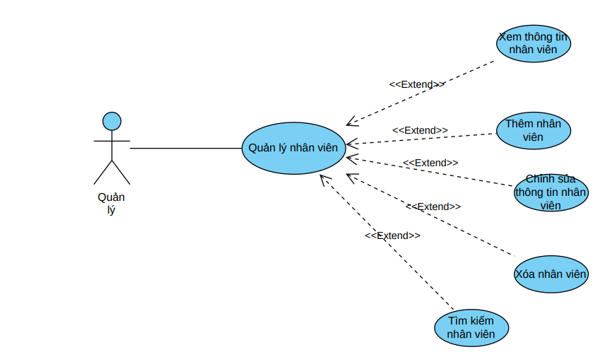 Xem thông tin
nhân viên
<<Extend>>
Thêm nhân
viên
<<Extend>>
Quản lý nhân viên
<<Extend>>
Chỉnh sửa
thông tin nhân
viên
Quản
lý
<<Extend>>
<<Extend>>
Xóa nhân viên
Tìm kiếm
nhân viên